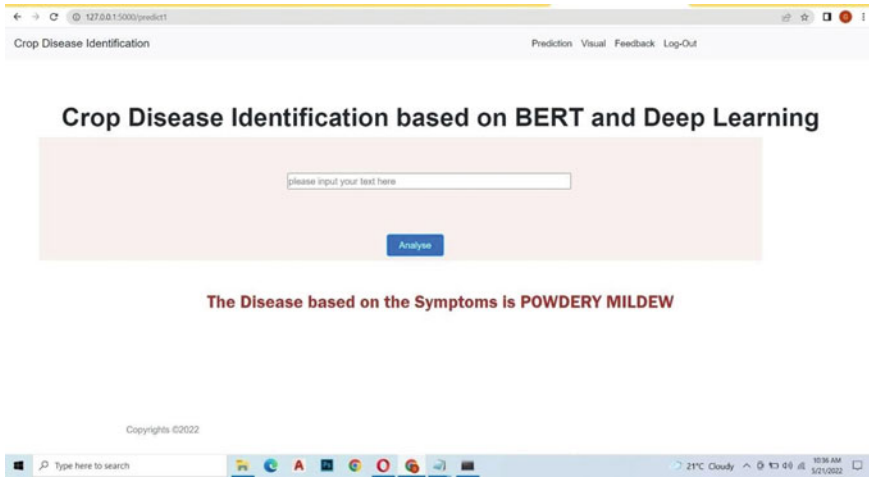 127.0.0.1:5000/predict1
Crop Disease Identification
Prediction Visual Feedback Log-Out
Crop Disease Identification based on BERT and Deep Learning
please input your text here
Analyse
The Disease based on the Symptoms is POWDERY MILDEW
Copyrights ©2022
Type here to search
21°C Cloudy
10:36 AM
5/21/2022